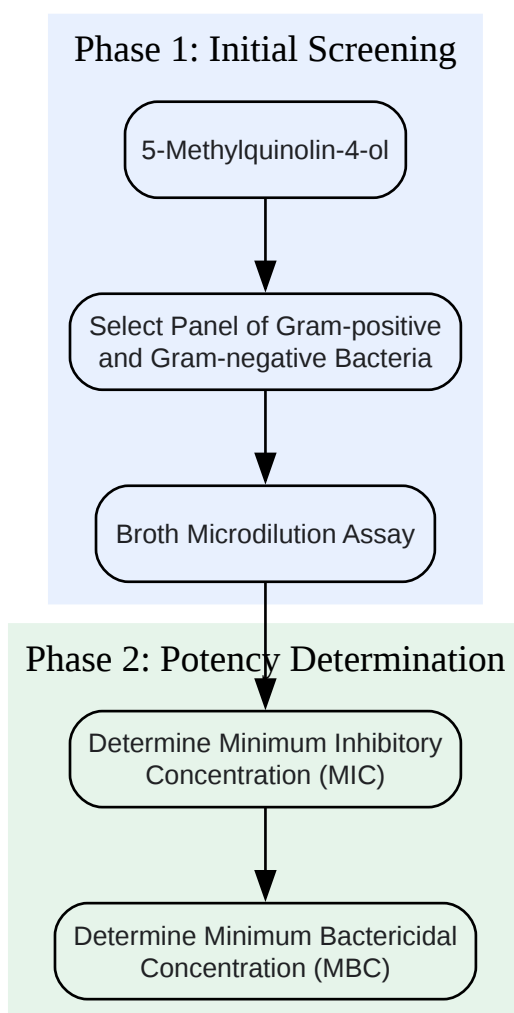 Phase 1: Initial Screening
5-Methylquinolin-4-ol
Select Panel of Gram-positive
and Gram-negative Bacteria
Broth Microdilution Assay
Phase 2: Potency Determination
Determine Minimum Inhibitory
Concentration (MIC)
Determine Minimum Bactericidal
Concentration (MBC)